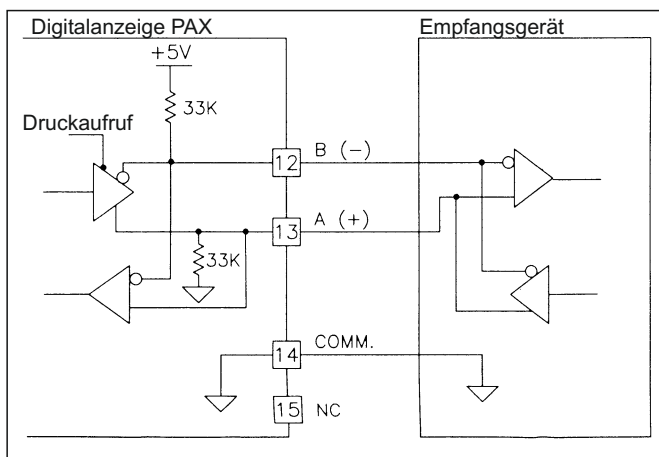 Digitalanzeige PAX
Empfangsgerät
+5V
33K
Druckaufruf
12
B (-)
13
A (+)
33K
14
COMM.
15
NC